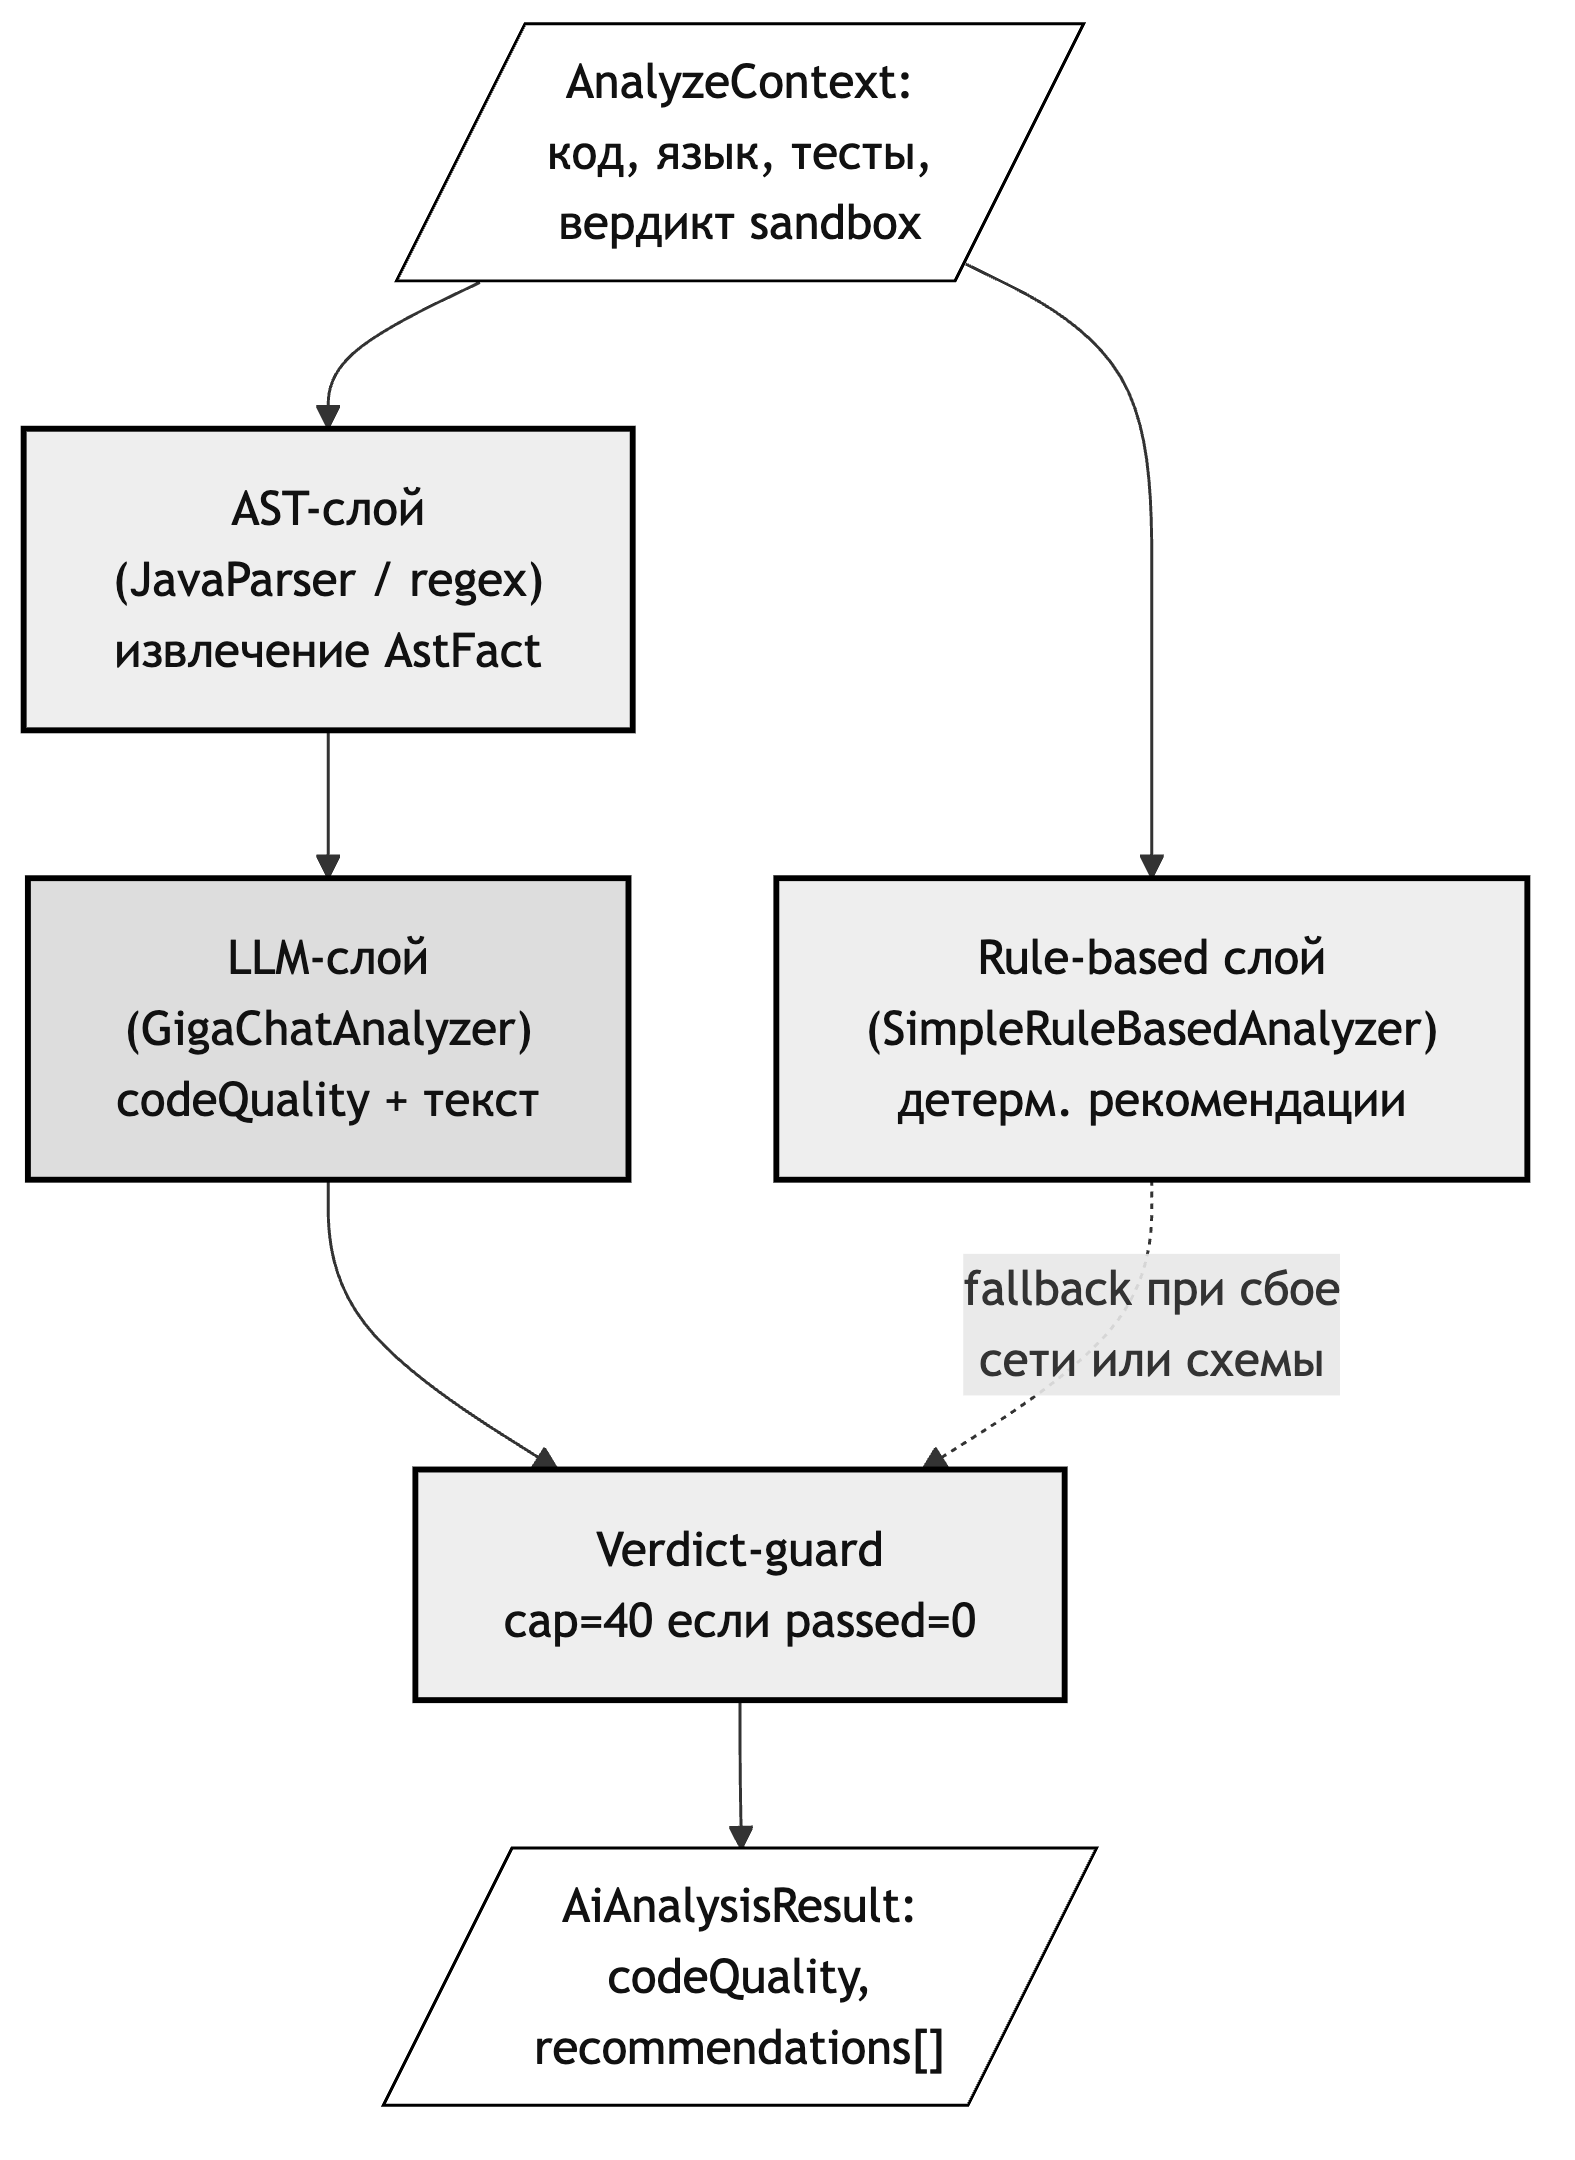 AnalyzeContext:
код, язык, тесты,
вердикт sandbox
AST-слой
(JavaParser / regex)
извлечение AstFact
LLM-слой
(GigaChatAnalyzer)
codeQuality + текст
Rule-based слой
(SimpleRuleBasedAnalyzer)
детерм. рекомендации
fallback при сбое
сети или схемы
Verdict-guard
cap=40 если passed=0
AiAnalysisResult:
codeQuality,
recommendations[]